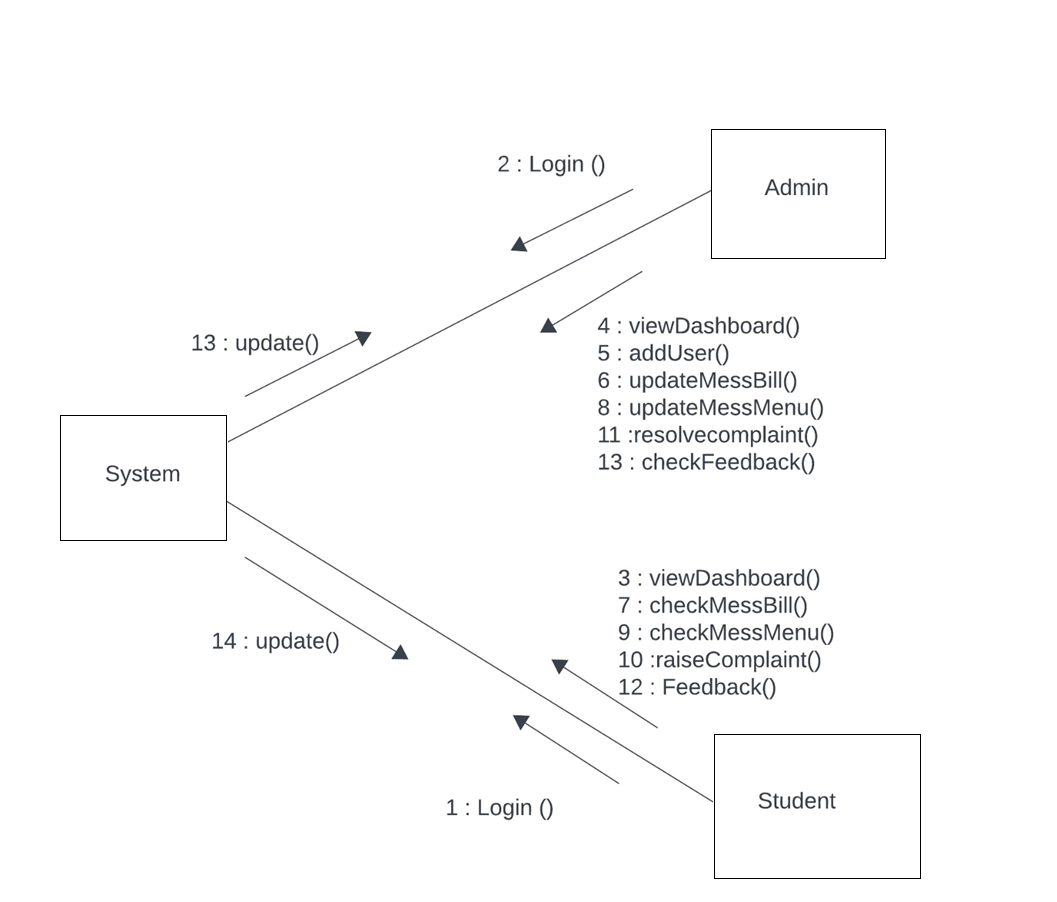 2 : Login ()
Admin
4 : viewDashboard()
5 : addUser()
6 : updateMessBill()
8 : updateMessMenu()
11 :resolvecomplaint()
13 : checkFeedback()
13 : update()
System
14 : update()
3 : viewDashboard()
7 : checkMessBill()
9 : checkMessMenu()
10 :raiseComplaint()
12 : Feedback()
1 : Login ()
Student